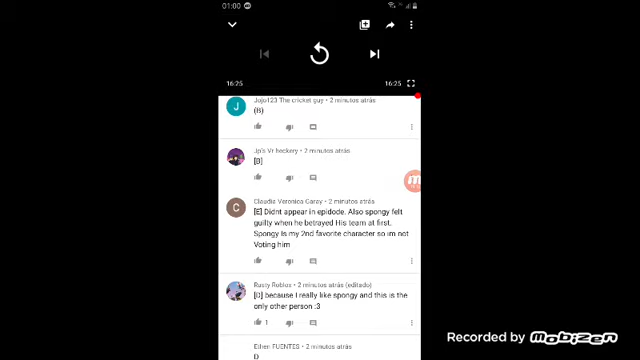 01:00
16:25
16:25
Jojo123 The cricket guy • 2 minutos atrás
(B)
Jp's Vr heckery • 2 minutos atrás
[B]
Claudia Veronica Garay • 2 minutos atrás
[E] Didnt appear in epidode. Also spongy felt
guilty when he betrayed His team at first.
Spongy Is my 2nd favorite character so im not
Voting him
Rusty Roblox • 2 minutos atrás (editado)
[D] because I really like spongy and this is the
only other person :3
1
Ethen FUENTES • 2 minutos atrás
D
Recorded by mobizen